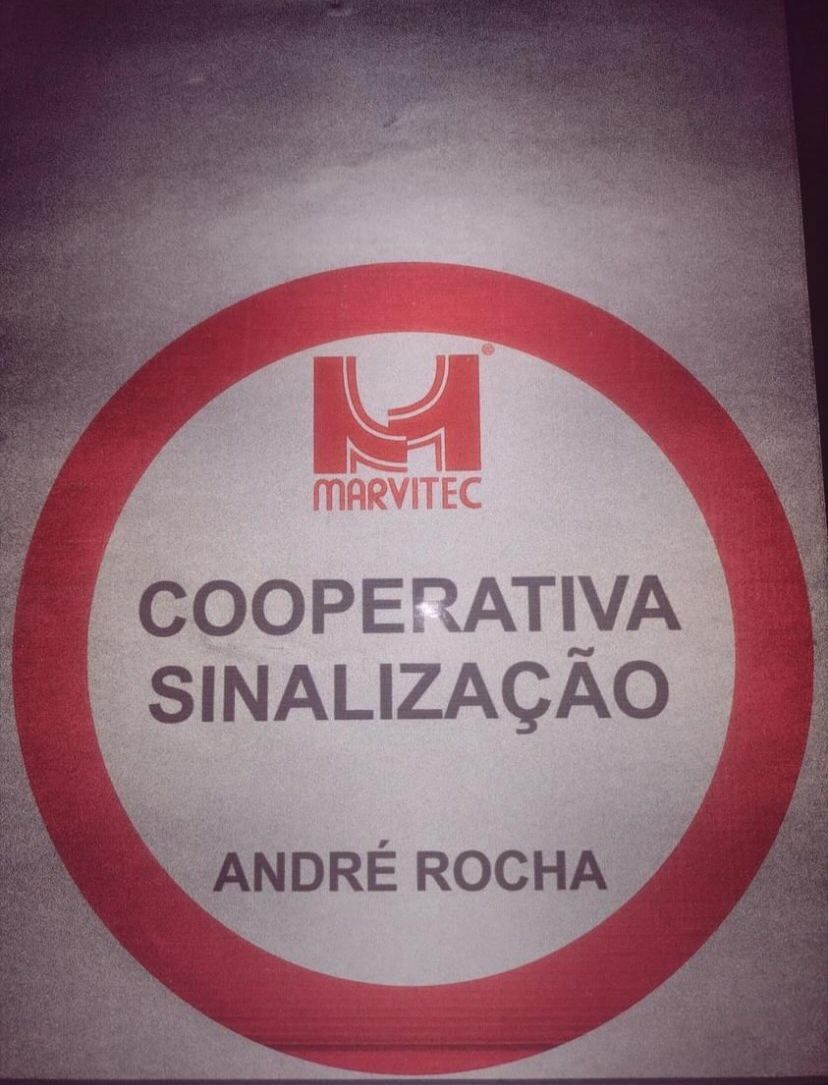 MARVITEC
COOPERATIVA
SINALIZAÇÃO
ANDRÉ ROCHA